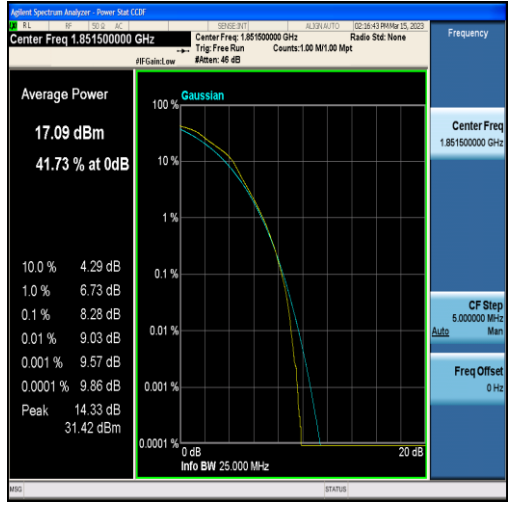 Agilent Spectrum Analyzer - Power Stat CCDF
RL RF 50 Ω AC SENSE:INT ALIGN AUTO 02:16:43 PM Mar 15, 2023
Center Freq 1.851500000 GHz
Center Freq: 1.851500000 GHz Radio Std: None
Trig: Free Run Counts:1.00 M/1.00 Mpt
#IFGain:Low #Atten: 46 dB
Frequency
Average Power
17.09 dBm
41.73 % at 0dB
10.0 % 4.29 dB
1.0 % 6.73 dB
0.1 % 8.28 dB
0.01 % 9.03 dB
0.001 % 9.57 dB
0.0001 % 9.86 dB
Peak 14.33 dB
31.42 dBm
Gaussian
100 %
10 %
1 %
0.1 %
0.01 %
0.001 %
0.0001 %
0 dB 20 dB
Info BW 25.000 MHz
Center Freq
1.851500000 GHz
CF Step
5.000000 MHz
Auto Man
Freq Offset
0 Hz
MSG STATUS